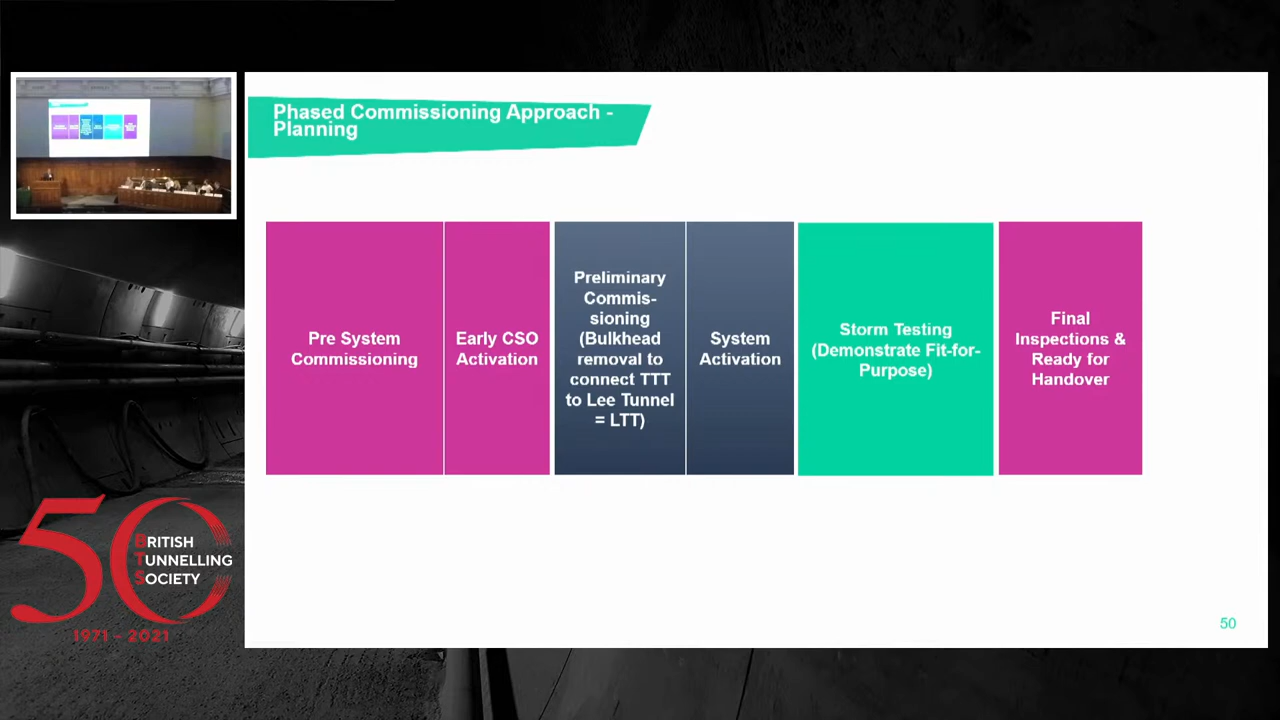 Phased Commissioning Approach -
Planning
Pre System
Commissioning
Early CSO
Activation
Preliminary
Commis-
sioning
(Bulkhead
removal to
connect TTT
to Lee Tunnel
= LTT)
System
Activation
Storm Testing
(Demonstrate Fit-for-
Purpose)
Final
Inspections &
Ready for
Handover
50
BRITISH
TUNNELLING
SOCIETY
1971 - 2021
50